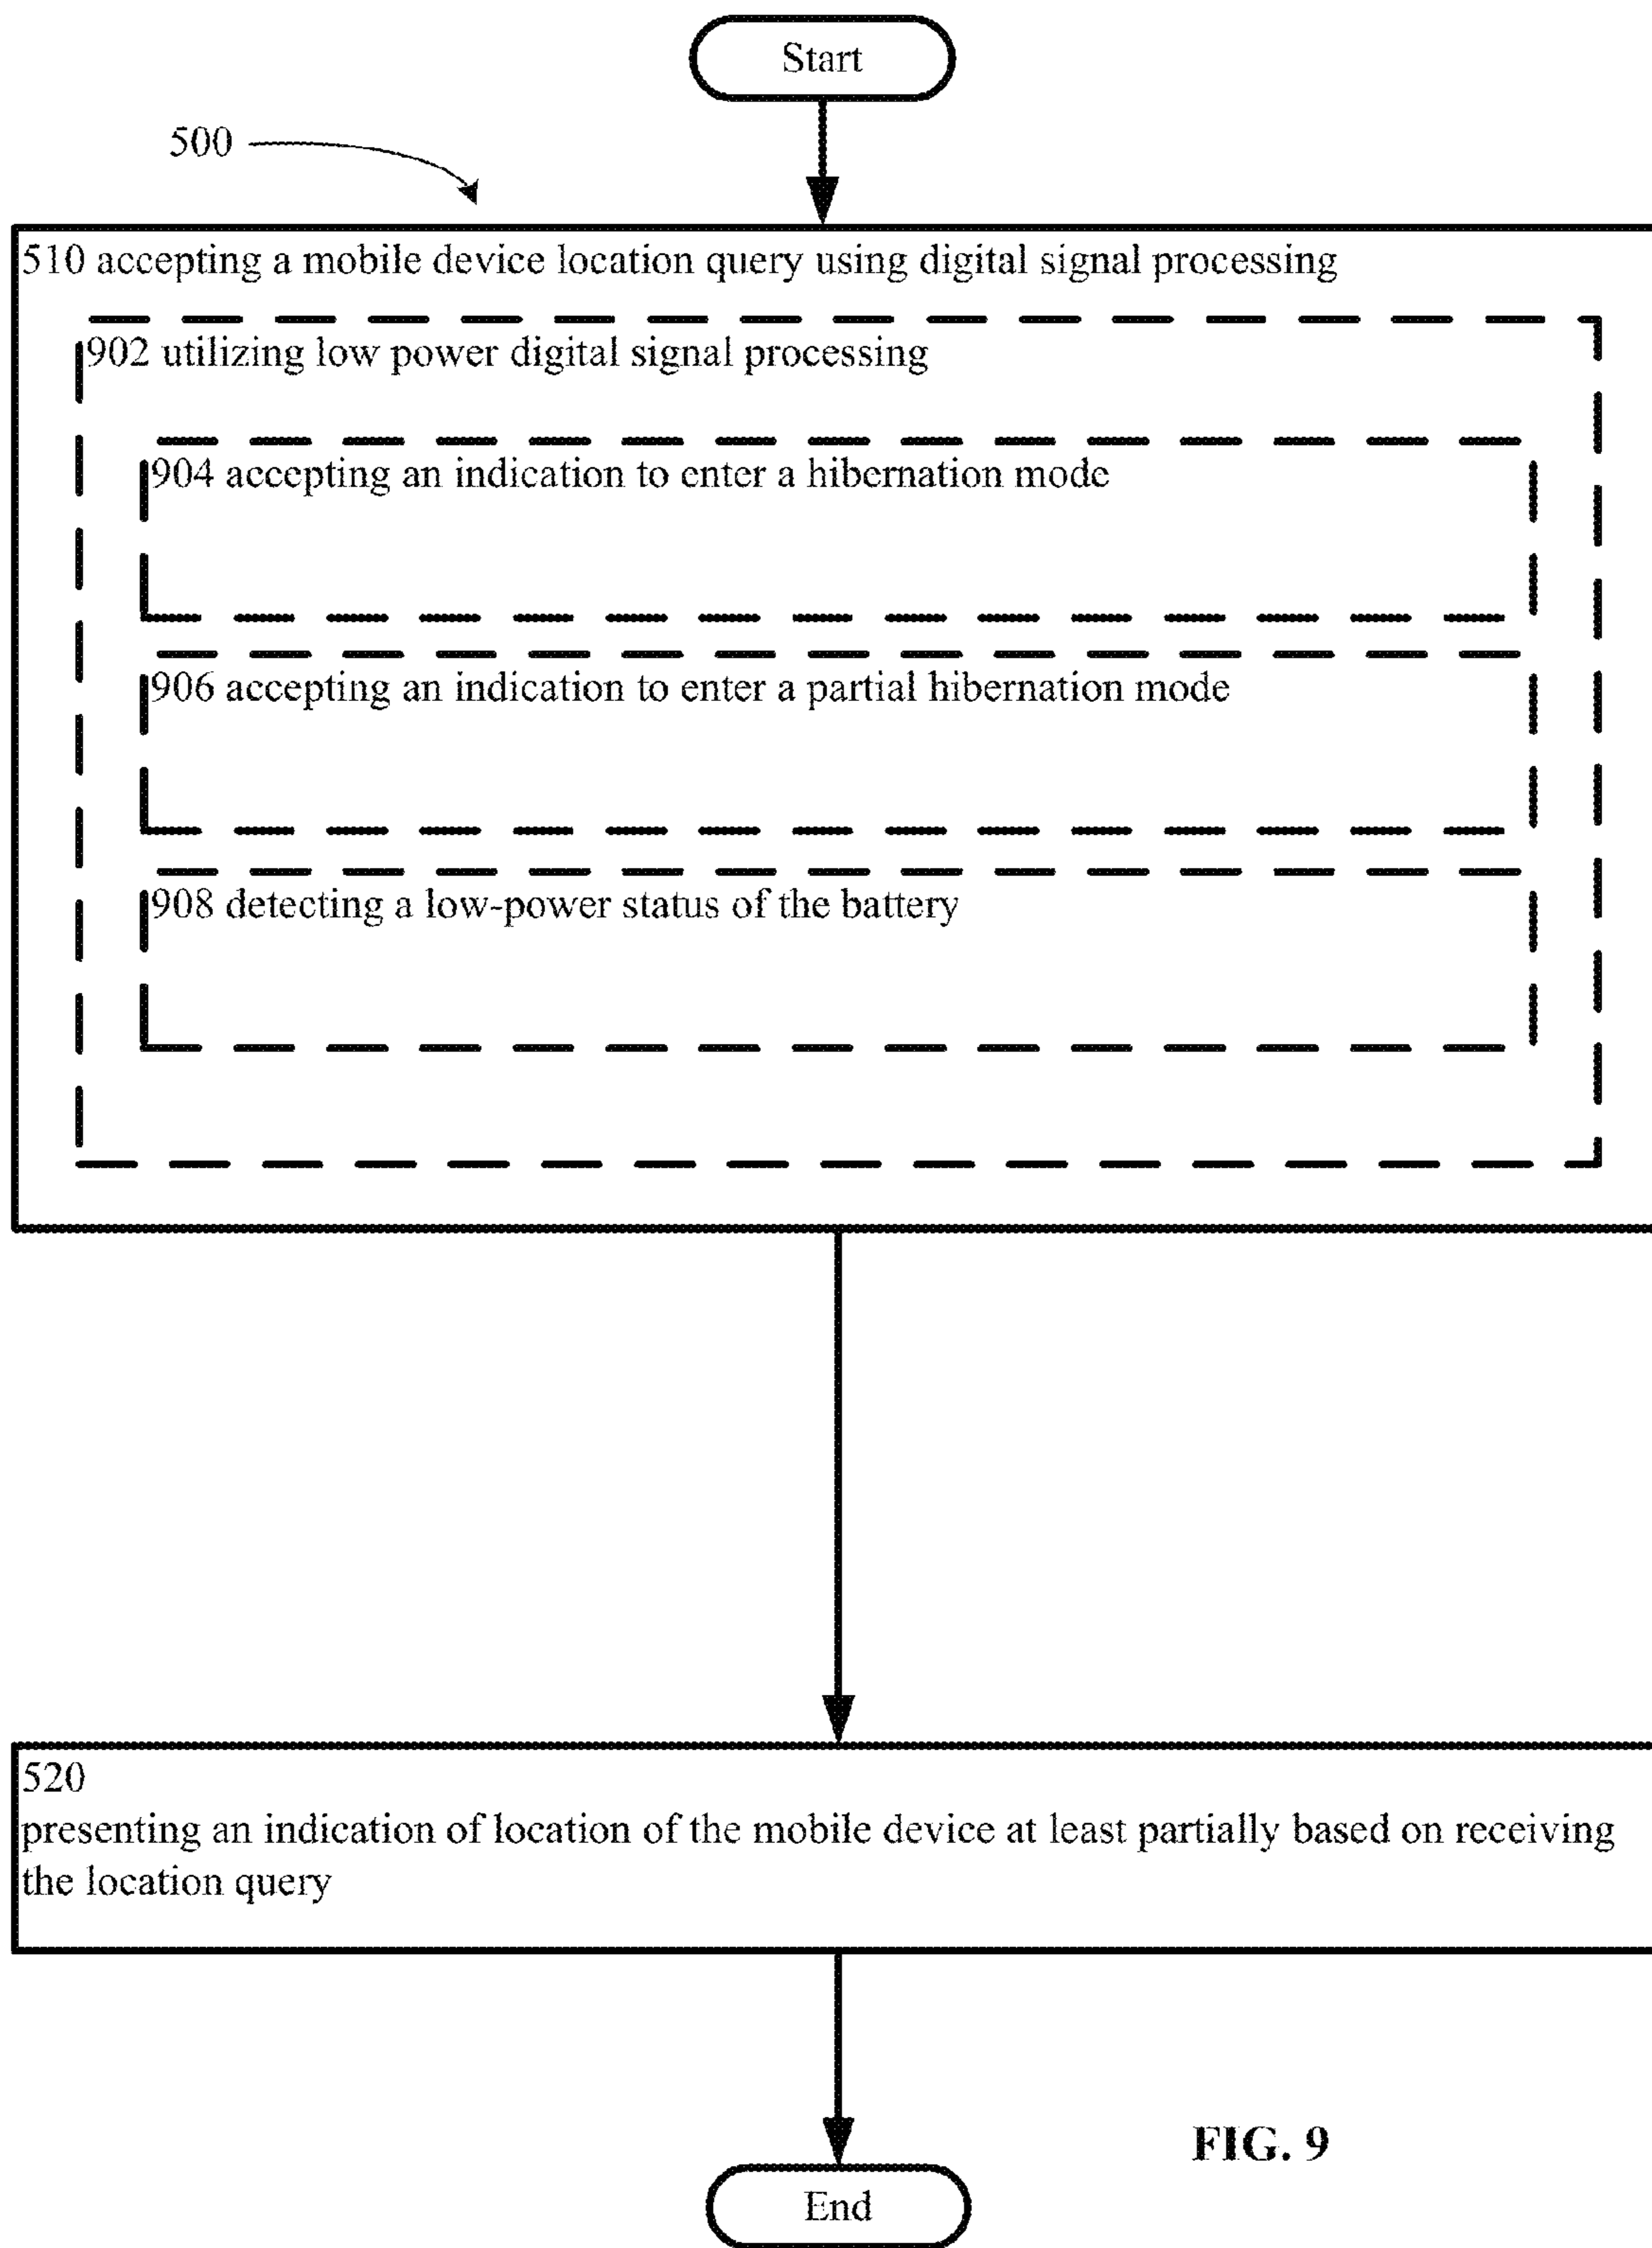 Start
500
510 accepting a mobile device location query using digital signal processing
902 utilizing low power digital signal processing
904 accepting an indication to enter a hibernation mode
906 accepting an indication to enter a partial hibernation mode
908 detecting a low-power status of the battery
520
presenting an indication of location of the mobile device at least partially based on receiving
the location query
FIG. 9
End